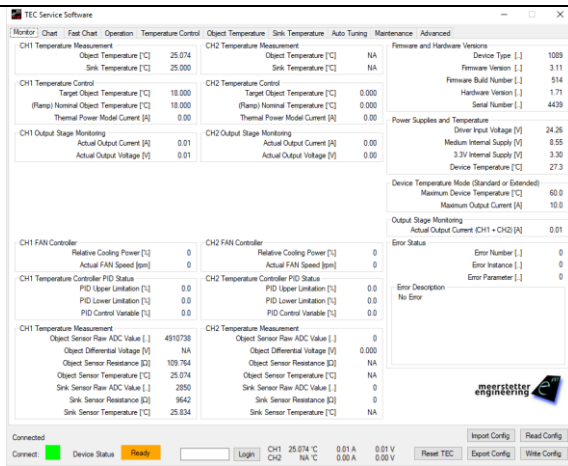 TEC Service Software
Monitor Chart Fast Chart Operation Temperature Control Object Temperature Sink Temperature Auto Tuning Maintenance Advanced
CH1 Temperature Measurement
Object Temperature [°C] 25.074
Sink Temperature [°C] 25.000
CH1 Temperature Control
Target Object Temperature [°C] 18.000
(Ramp) Nominal Object Temperature [°C] 18.000
Thermal Power Model Current [A] 0.00
CH1 Output Stage Monitoring
Actual Output Current [A] 0.01
Actual Output Voltage [V] 0.01
CH1 FAN Controller
Relative Cooling Power [%] 0
Actual FAN Speed [rpm] 0
CH1 Temperature Controller PID Status
PID Upper Limitation [%] 0.0
PID Lower Limitation [%] 0.0
PID Control Variable [%] 0.0
CH1 Temperature Measurement
Object Sensor Raw ADC Value [..] 4910738
Object Differential Voltage [V] NA
Object Sensor Resistance [Ω] 109.764
Object Sensor Temperature [°C] 25.074
Sink Sensor Raw ADC Value [..] 2850
Sink Sensor Resistance [Ω] 9642
Sink Sensor Temperature [°C] 25.834
CH2 Temperature Measurement
Object Temperature [°C] NA
Sink Temperature [°C] NA
CH2 Temperature Control
Target Object Temperature [°C] 0.000
(Ramp) Nominal Temperature [°C] 0.000
Thermal Power Model Current [A] 0.00
CH2 Output Stage Monitoring
Actual Output Current [A] 0.00
Actual Output Voltage [V] 0.00
CH2 FAN Controller
Relative Cooling Power [%] 0
Actual FAN Speed [rpm] 0
CH2 Temperature Controller PID Status
PID Upper Limitation [%] 0.0
PID Lower Limitation [%] 0.0
PID Control Variable [%] 0.0
CH2 Temperature Measurement
Object Sensor Raw ADC Value [..] 0
Object Differential Voltage [V] 0.000
Object Sensor Resistance [Ω] NA
Object Sensor Temperature [°C] NA
Sink Sensor Raw ADC Value [..] 0
Sink Sensor Resistance [Ω] 0
Sink Sensor Temperature [°C] NA
Firmware and Hardware Versions
Device Type [..] 1089
Firmware Version [..] 3.11
Firmware Build Number [..] 514
Hardware Version [..] 1.71
Serial Number [..] 4439
Power Supplies and Temperature
Driver Input Voltage [V] 24.26
Medium Internal Supply [V] 8.55
3.3V Internal Supply [V] 3.30
Device Temperature [°C] 27.3
Device Temperature Mode (Standard or Extended)
Maximum Device Temperature [°C] 60.0
Maximum Output Current [A] 10.0
Output Stage Monitoring
Actual Output Current (CH1 + CH2) [A] 0.01
Error Status
Error Number [..] 0
Error Instance [..] 0
Error Parameter [..] 0
Error Description
No Error
meerstetter
engineering
Connected
Connect: Device Status Ready Login
CH1 25.074 °C 0.01 A 0.01 V
CH2 NA °C 0.00 A 0.00 V
Reset TEC
Import Config Read Config
Export Config Write Config